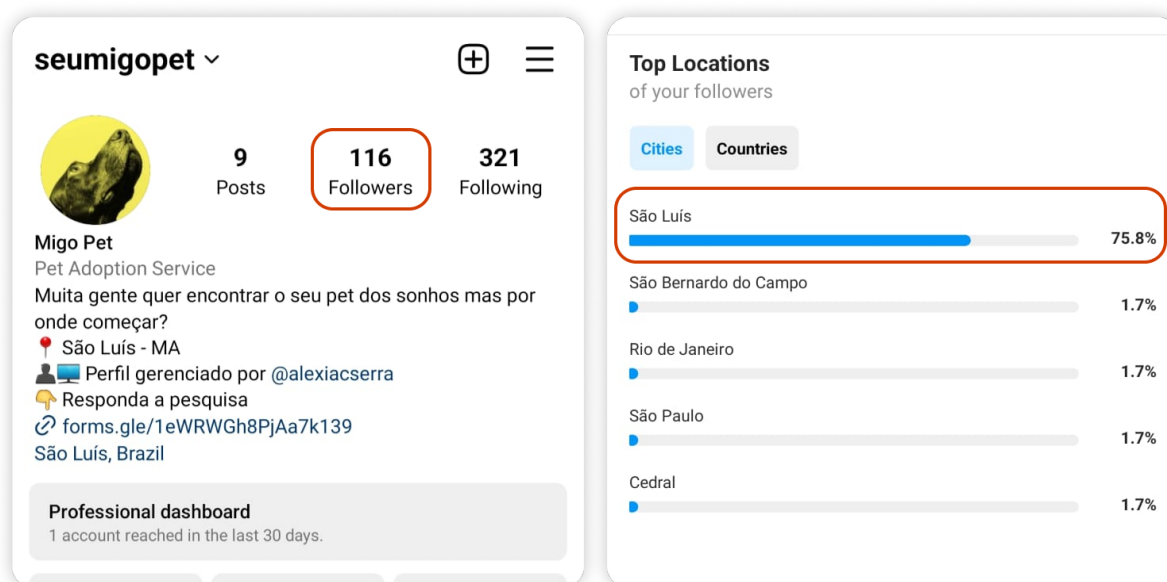 seumigopet
9
Posts
116
Followers
321
Following
Migo Pet
Pet Adoption Service
Muita gente quer encontrar o seu pet dos sonhos mas por
onde começar?
São Luís - MA
Perfil gerenciado por @alexiacserra
Responda a pesquisa
forms.gle/1eWRWGh8PjAa7k139
São Luís, Brazil
Professional dashboard
1 account reached in the last 30 days.
Top Locations
of your followers
Cities
Countries
São Luís
75.8%
São Bernardo do Campo
1.7%
Rio de Janeiro
1.7%
São Paulo
1.7%
Cedral
1.7%